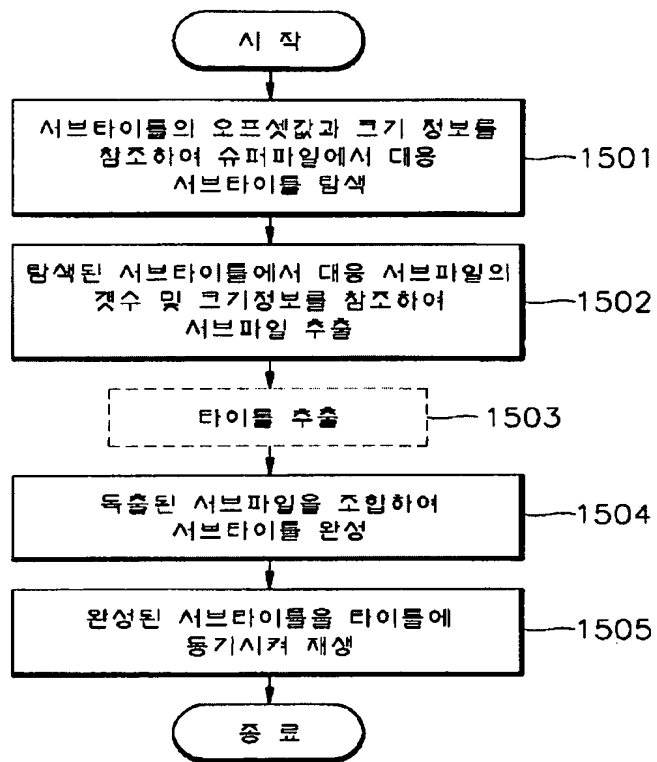 시 작
서브타이틀의 오프셋값과 크기 정보를
참조하여 슈퍼파일에서 대응
서브타이틀 탐색
1501
탐색된 서브타이틀에서 대응 서브파일의
갯수 및 크기정보를 참조하여
서브파일 추출
1502
타이틀 추출
1503
독출된 서브파일을 조합하여
서브타이틀 완성
1504
완성된 서브타이틀을 타이틀에
동기시켜 재생
1505
종 료